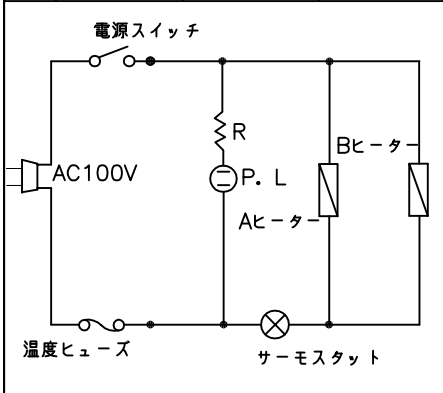 電源スイッチ
R
Bヒーター
AC100V
P.L
Aヒーター
温度ヒューズ
サーモスタット